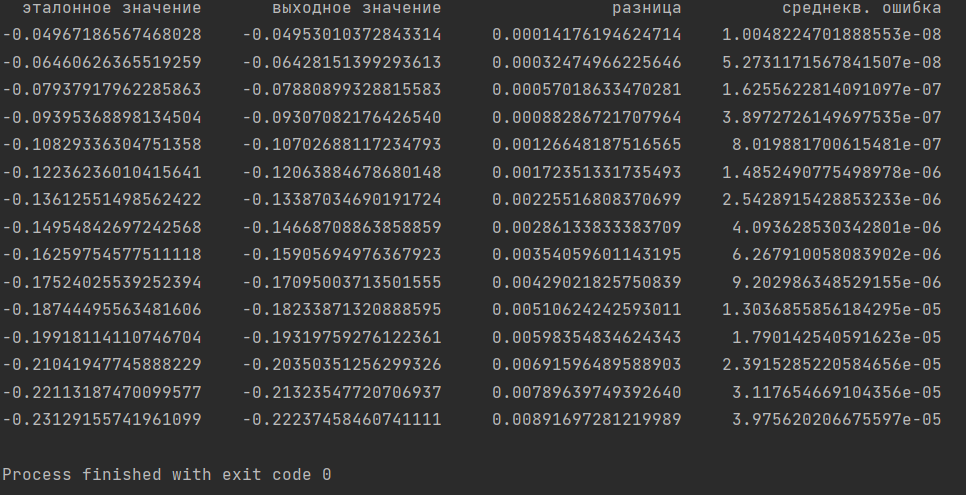 эталонное значение выходное значение разница среднекв. ошибка
-0.04967186567468028 -0.04953010372843314 0.00014176194624714 1.0048224701888553e-08
-0.06460626365519259 -0.06428151399293613 0.00032474966225646 5.2731171567841507e-08
-0.07937917962285863 -0.07880899328815583 0.00057018633470281 1.6255622814091097e-07
-0.09395368898134504 -0.09307082176426540 0.00088286721707964 3.8972726149697535e-07
-0.10829336304751358 -0.10702688117234793 0.00126648187516565 8.019881700615481e-07
-0.12236236010415641 -0.12063884678680148 0.00172351331735493 1.4852490775498978e-06
-0.13612551498562422 -0.13387034690191724 0.00225516808370699 2.5428915428853233e-06
-0.14954842697242568 -0.14668708863858859 0.00286133833383709 4.093628530342801e-06
-0.16259754577511118 -0.15905694976367923 0.00354059601143195 6.267910058083902e-06
-0.17524025539252394 -0.17095003713501555 0.00429021825750839 9.202986348529155e-06
-0.18744495563481606 -0.18233871320888595 0.00510624242593011 1.3036855856184295e-05
-0.19918114110746704 -0.19319759276122361 0.00598354834624343 1.790142540591623e-05
-0.21041947745888229 -0.20350351256299326 0.00691596489588903 2.3915285220584656e-05
-0.22113187470099577 -0.21323547720706937 0.00789639749392640 3.117654669104356e-05
-0.23129155741961099 -0.22237458460741111 0.00891697281219989 3.975620206675597e-05
Process finished with exit code 0